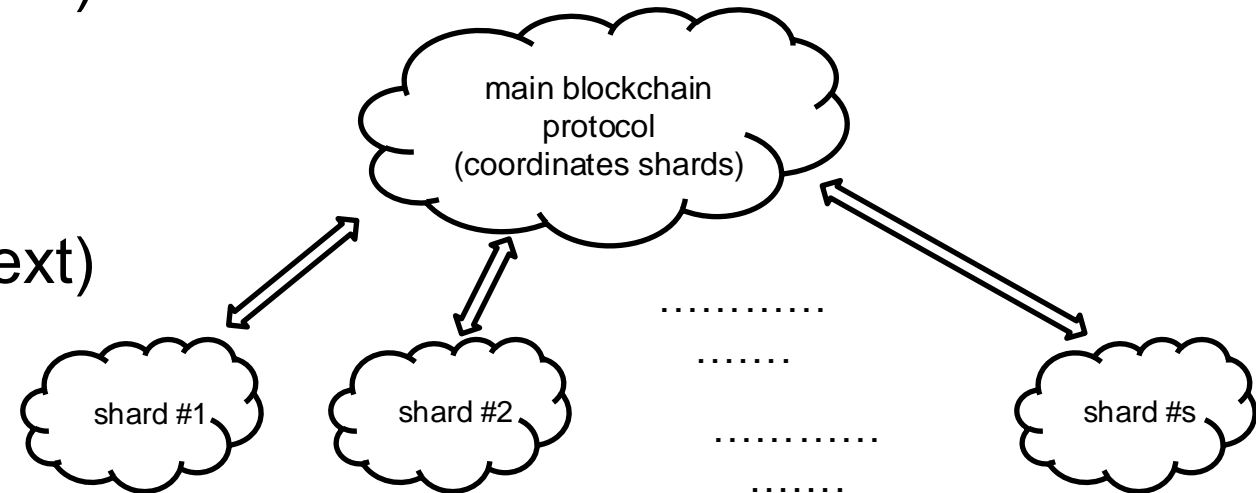 )
main blockchain
protocol
(coordinates shards)
ext)
............
.......
shard #1
shard #2
shard #s
............
.......